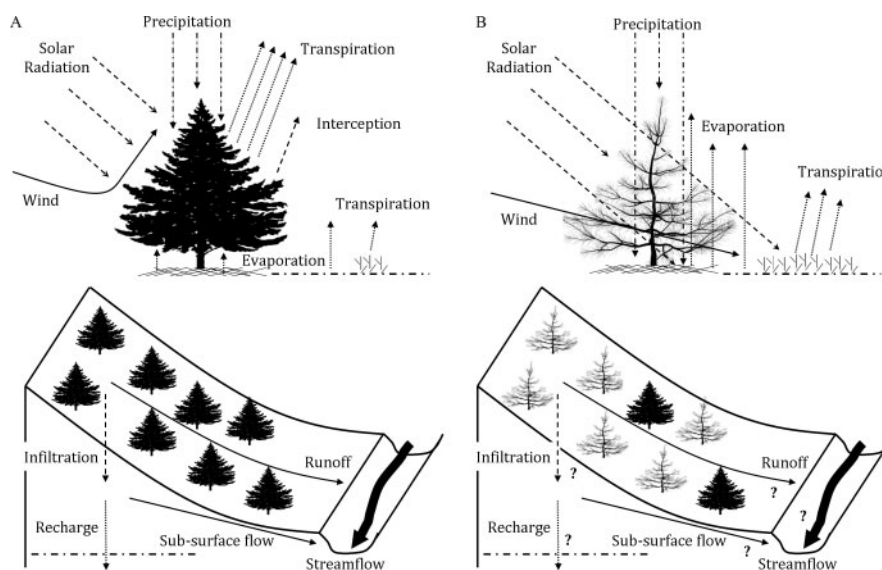 A
Precipitation
Solar
Radiation
Transpiration
Interception
Wind
Transpiration
Evaporation
Infiltration
Runoff
Recharge
Sub-surface flow
Streamflow
B
Precipitation
Solar
Radiation
Evaporation
Transpiration
Wind
Infiltration
?
Runoff
?
?
Recharge
?
Sub-surface flow
?
Streamflow